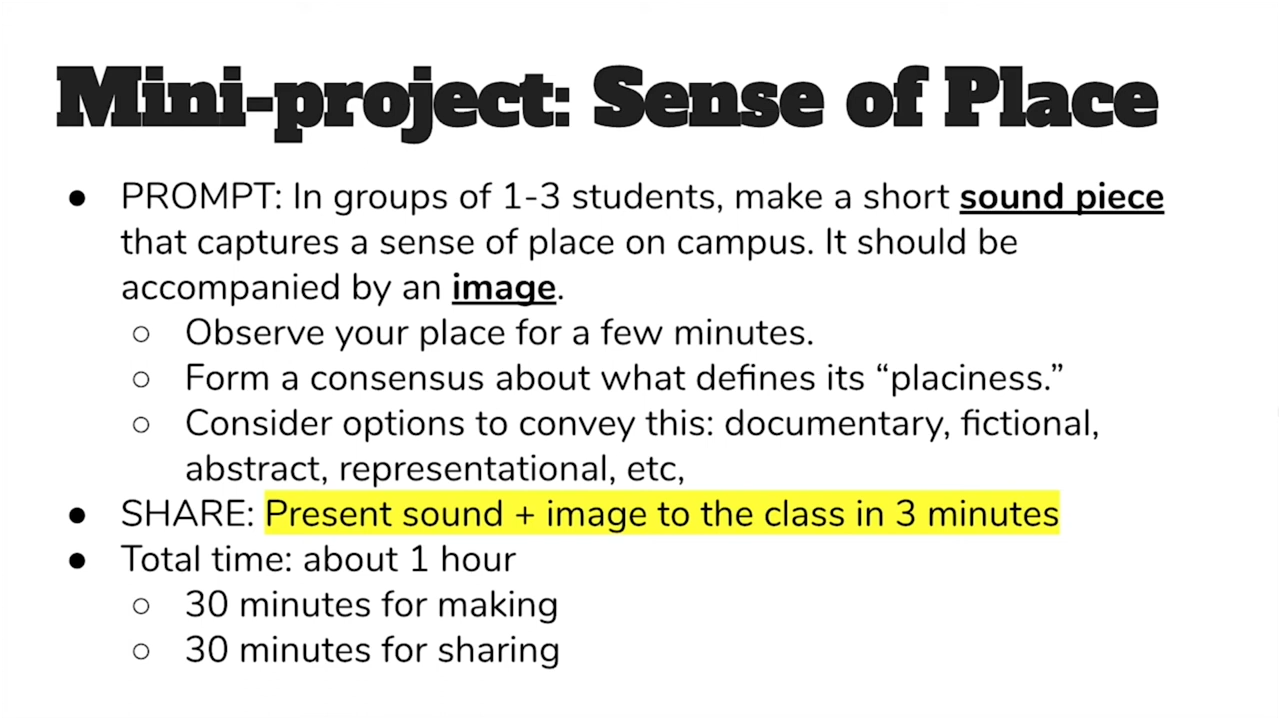 Mini-project: Sense of Place
● PROMPT: In groups of 1-3 students, make a short sound piece
that captures a sense of place on campus. It should be
accompanied by an image.
○ Observe your place for a few minutes.
○ Form a consensus about what defines its “placiness.”
○ Consider options to convey this: documentary, fictional,
abstract, representational, etc,
● SHARE: Present sound + image to the class in 3 minutes
● Total time: about 1 hour
○ 30 minutes for making
○ 30 minutes for sharing